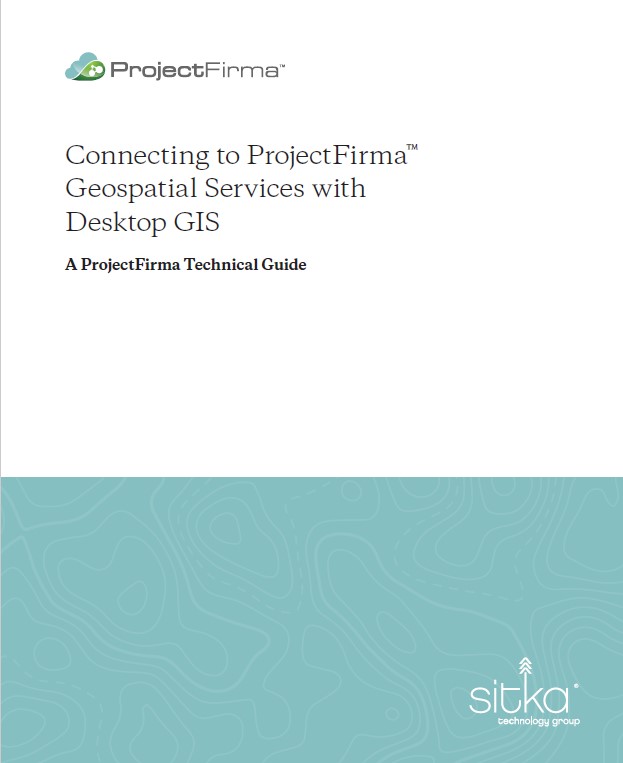 ProjectFirma™
Connecting to ProjectFirma™
Geospatial Services with
Desktop GIS
A ProjectFirma Technical Guide
sitka®
technology group